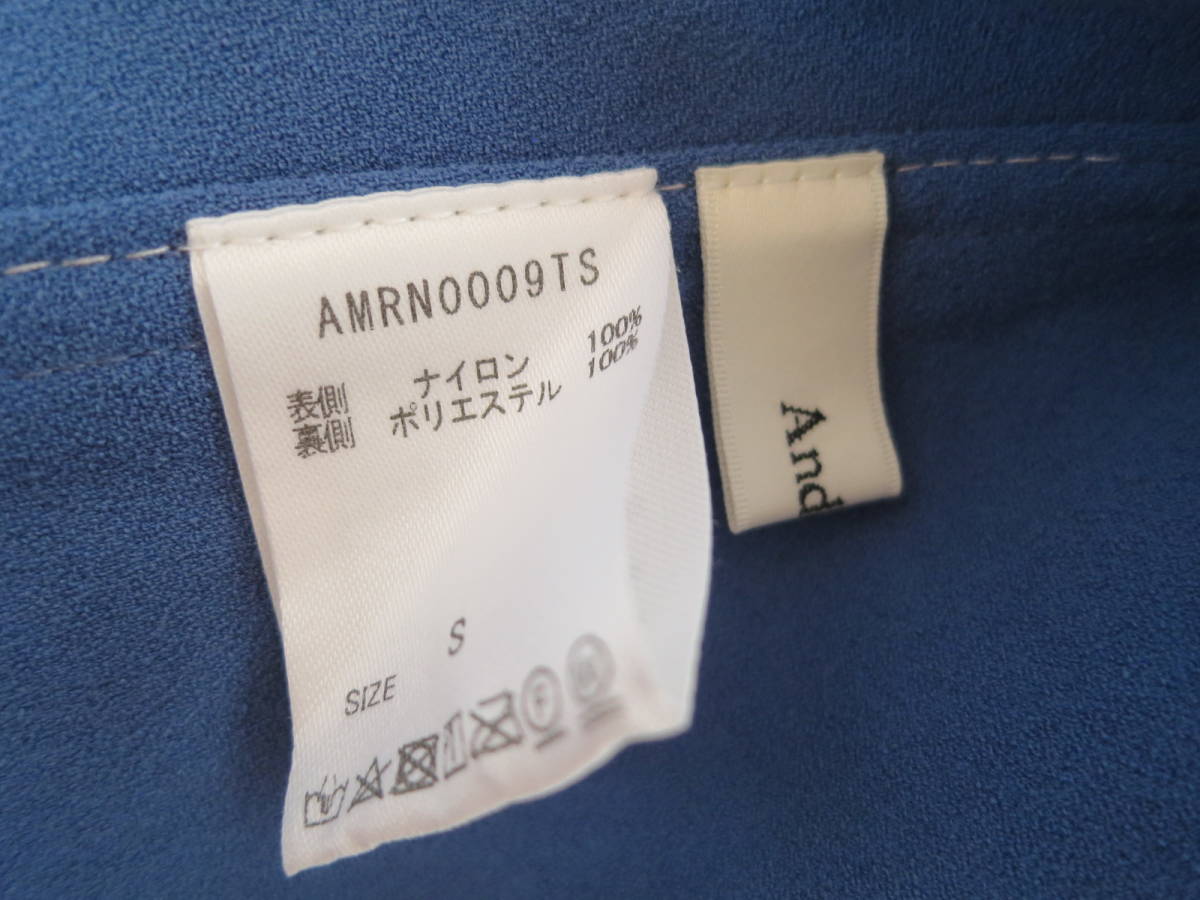 AMRN0009TS
表側 ナイロン 100%
裏側 ポリエステル 100%
S
SIZE
F
And